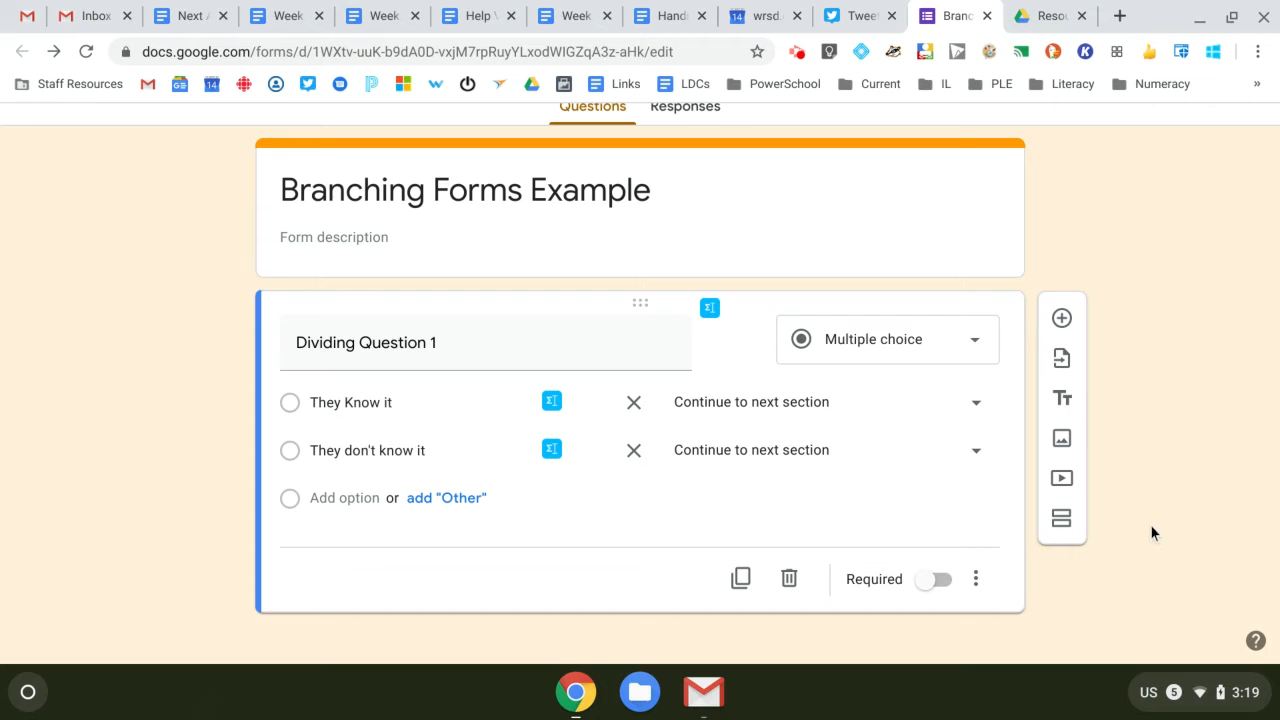 Inbox
Next
Week
Week
Help
Week
Hand
14
wrsd.
Twee
Branc
Reso
docs.google.com/forms/d/1WXtv-uuK-b9dA0D-vxjM7rpRuyYLxodWIGZqA3z-aHk/edit
Staff Resources
14
Links
LDCs
PowerSchool
Current
IL
PLE
Literacy
Numeracy
»
Questions
Responses
Branching Forms Example
Form description
Dividing Question 1
Multiple choice
They Know it
Continue to next section
They don't know it
Continue to next section
Add option or add "Other"
Required
US 5 3:19